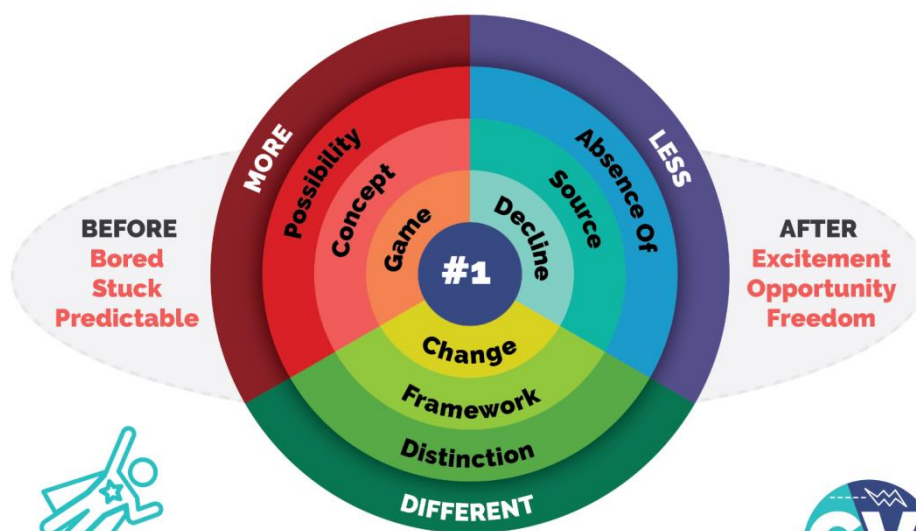 MORE
LESS
Possibility
Absence Of
Concept
Source
Game
Decline
BEFORE
Bored
Stuck
Predictable
#1
AFTER
Excitement
Opportunity
Freedom
Change
Framework
Distinction
DIFFERENT